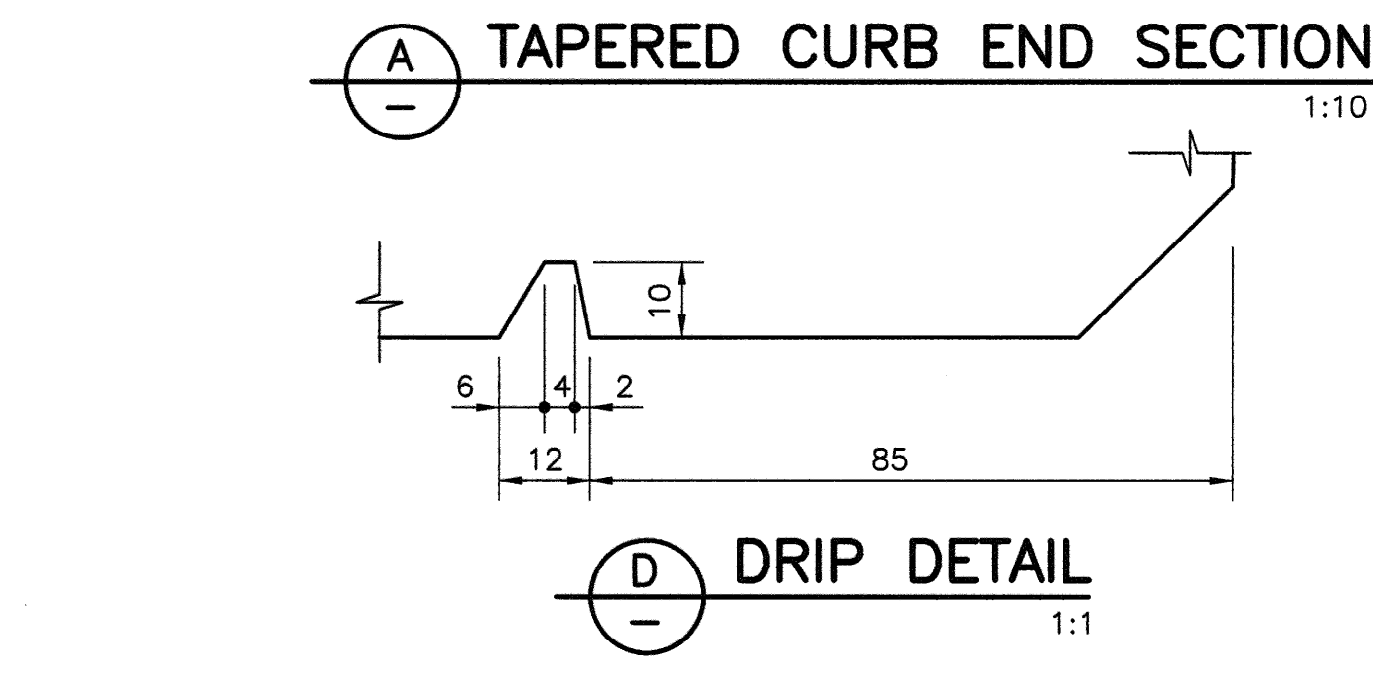 A
TAPERED CURB END SECTION
–
1:10
10
6 4 2
12 85
D
DRIP DETAIL
–
1:1